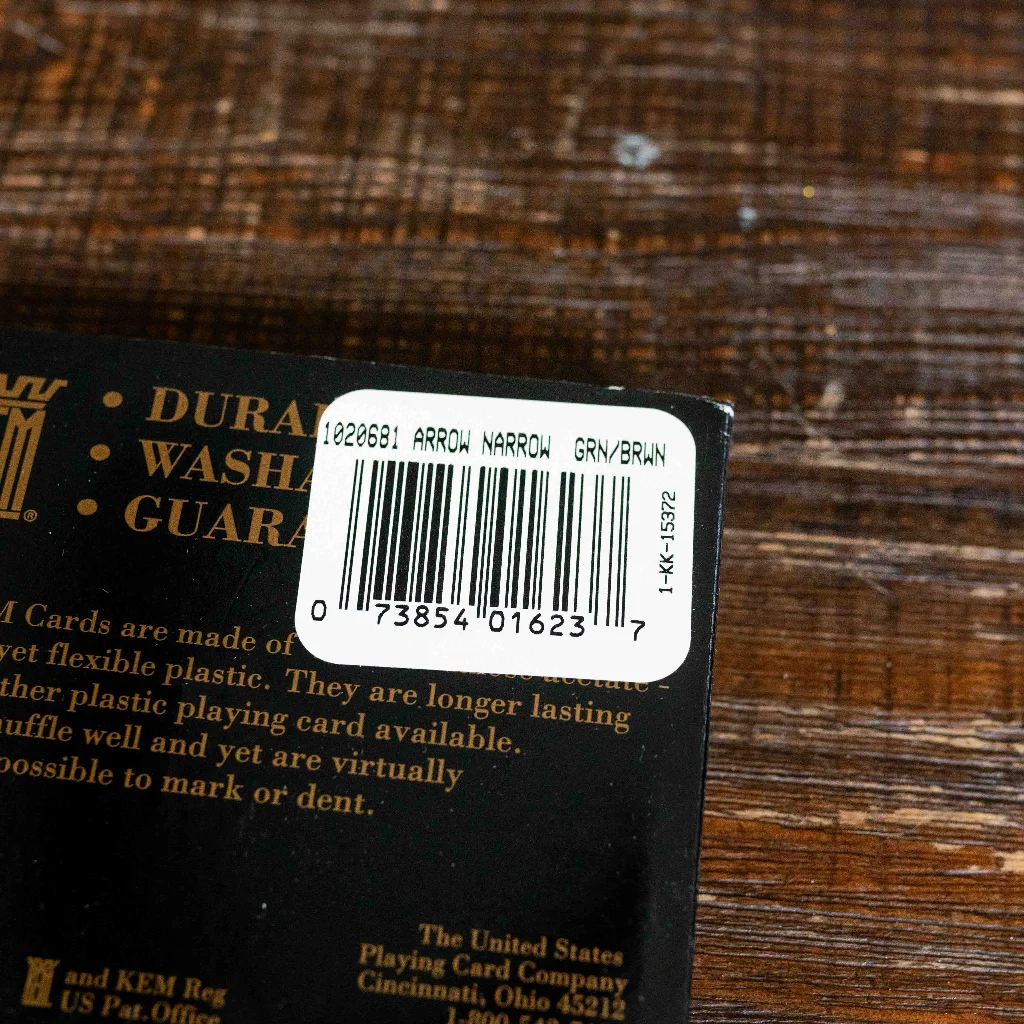 • DURA
• WASHA
• GUARA
®
1020681 ARROW NARROW GRN/BRWN
1-KK-15372
0 73854 01623 7
M Cards are made of
yet flexible plastic. They are longer lasting
ther plastic playing card available.
uffle well and yet are virtually
possible to mark or dent.
The United States
Playing Card Company
Cincinnati, Ohio 45212
and KEM Reg
US Pat. Office